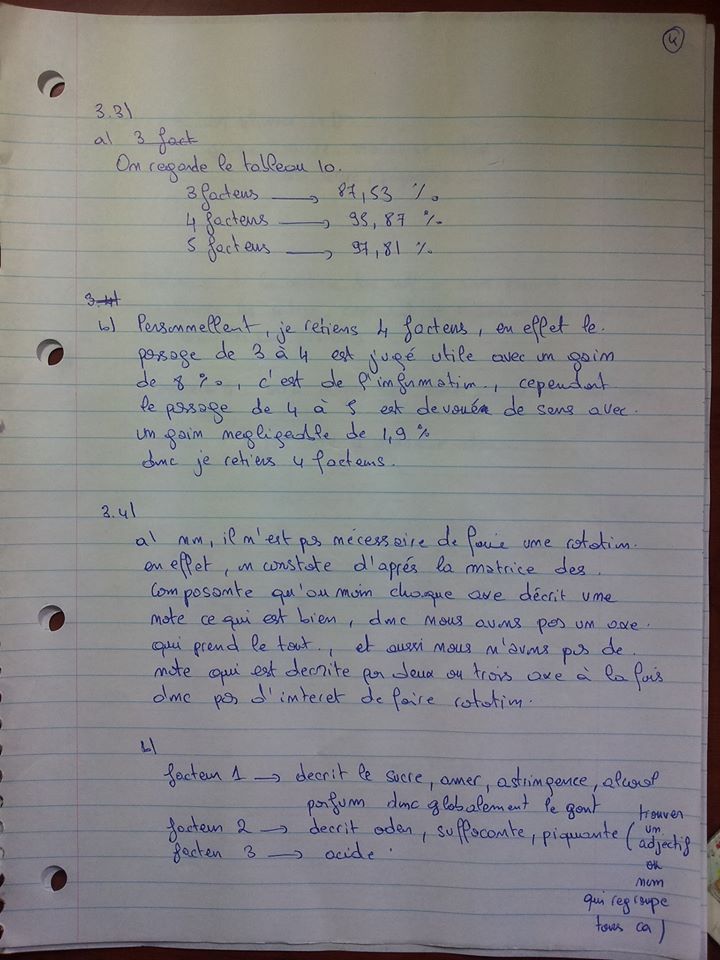 4
3.3)
a) 3 fact
On regarde le tableau 10.
3 facteurs → 87,53 %
4 facteurs → 95,87 %
5 facteurs → 97,81 %
3.4)
b) Personnellent, je retiens 4 facteurs, en effet le
passage de 3 à 4 est jugé utile avec un gain
de 8 %, c'est de l'information, cependant
le passage de 4 à 5 est de vouée de sens avec
un gain negligeable de 1,9 %
donc je retiens 4 facteurs.
3.4)
a) non, il n'est pas nécessaire de faire une rotation.
en effet, on constate d'aprés la matrice des
composante qu'au moin chaque axe décrit une
note ce qui est bien, donc nous avons pas un axe
qui prend le tout, et aussi nous n'avons pas de
note qui est decrite par deux ou trois axe à la fois
donc pas d'interet de faire rotation.
b)
facteur 1 → decrit le sucre, amer, astringence, alcool
parfum donc globalement le gout
facteur 2 → decrit oder, suffocante, piquante (trouver
un
adjectif
ou
nom
qui regroupe
tous ca)
facteur 3 → acide.